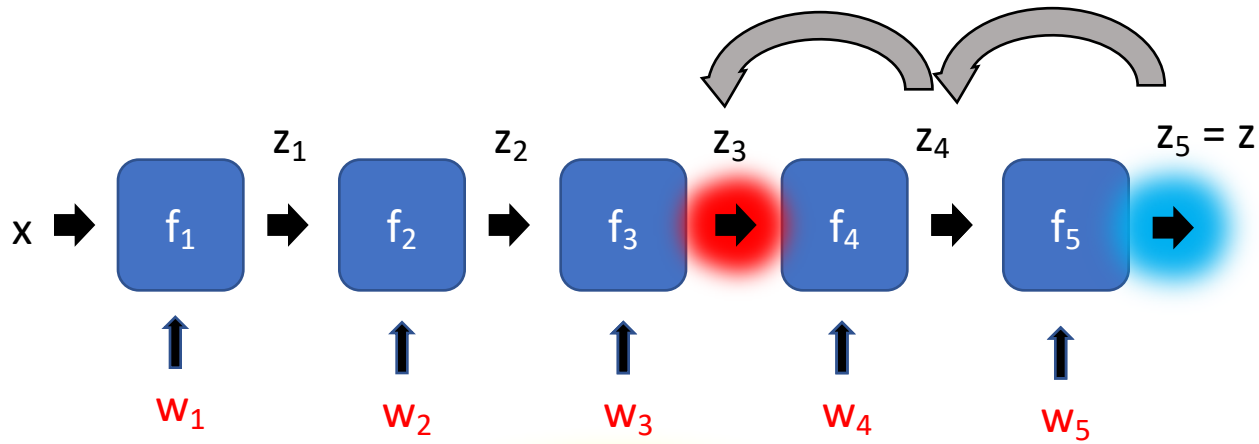 z₁ z₂ z₃ z₄ z₅ = z
x f₁ f₂ f₃ f₄ f₅
w₁ w₂ w₃ w₄ w₅